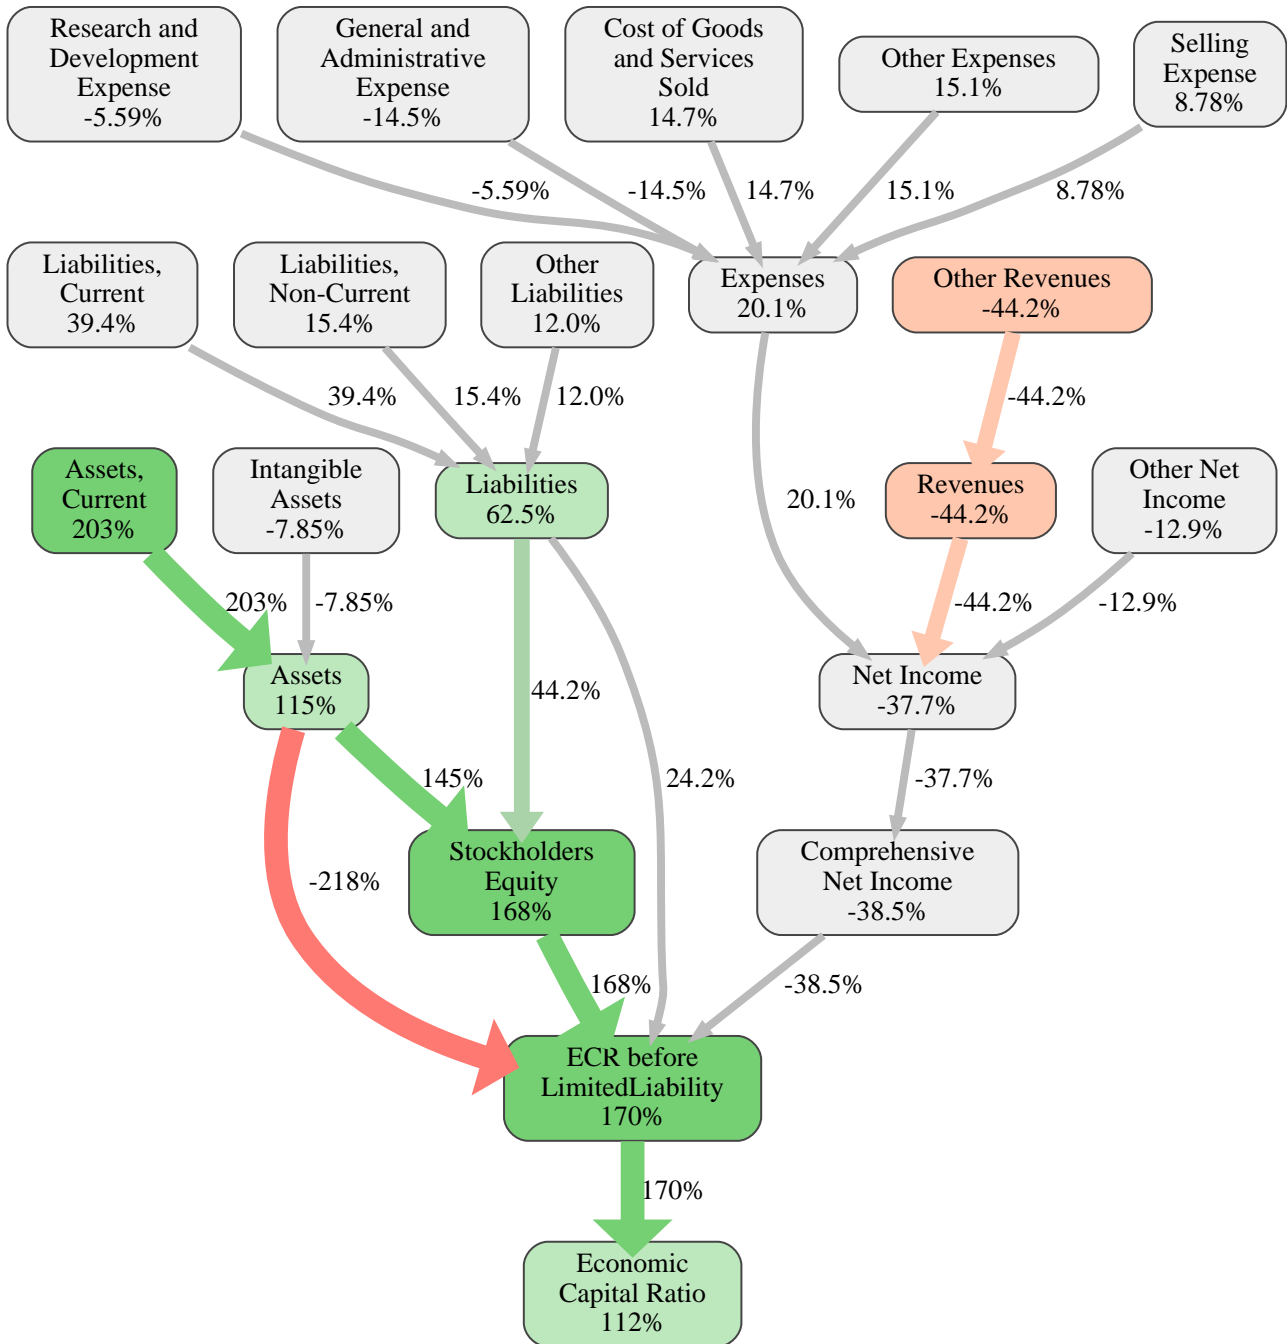 Research and
Development
Expense
-5.59%
General and
Administrative
Expense
-14.5%
Cost of Goods
and Services
Sold
14.7%
Other Expenses
15.1%
Selling
Expense
8.78%
-5.59%
-14.5%
14.7%
15.1%
8.78%
Liabilities,
Current
39.4%
Liabilities,
Non-Current
15.4%
Other
Liabilities
12.0%
Expenses
20.1%
Other Revenues
-44.2%
39.4%
15.4%
12.0%
-44.2%
Assets,
Current
203%
Intangible
Assets
-7.85%
Liabilities
62.5%
20.1%
Revenues
-44.2%
Other Net
Income
-12.9%
203%
-7.85%
-44.2%
-12.9%
Assets
115%
44.2%
Net Income
-37.7%
145%
24.2%
-37.7%
-218%
Stockholders
Equity
168%
Comprehensive
Net Income
-38.5%
168%
-38.5%
ECR before
LimitedLiability
170%
170%
Economic
Capital Ratio
112%